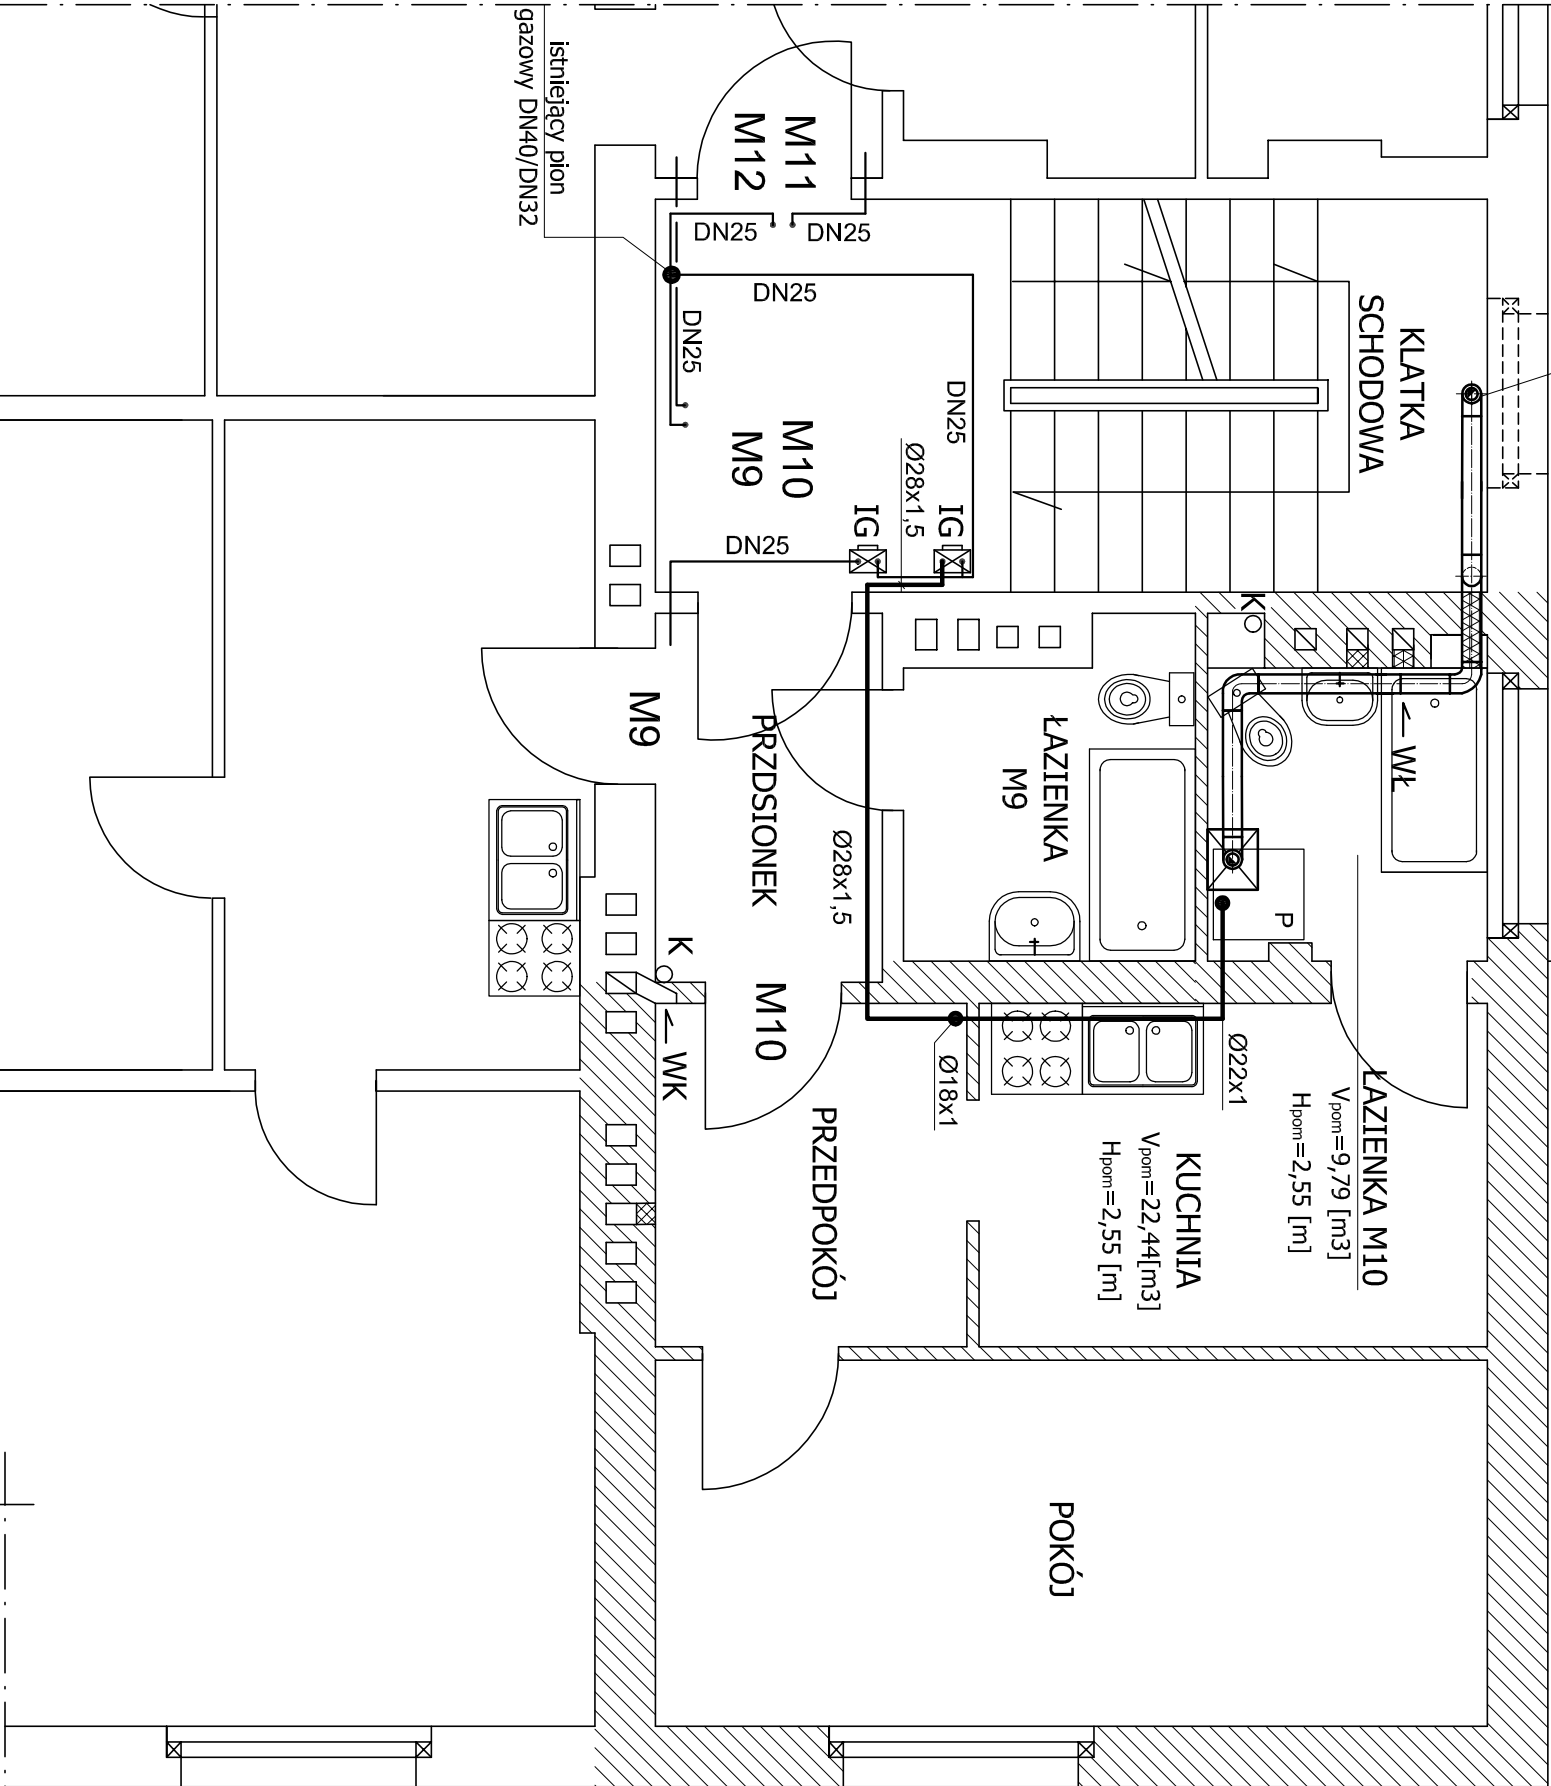 istniejący pion
gazowy DN40/DN32
M11
M12
DN25
DN25
DN25
DN25
DN25
KLATKA
SCHODOWA
M10
M9
Ø28x1,5
IG
IG
DN25
K
M9
PRZDSIONEK
ŁAZIENKA
M9
WŁ
Ø28x1,5
P
K
M10
WK
Ø18x1
Ø22x1
ŁAZIENKA M10
Vpom=9,79 [m3]
Hpom=2,55 [m]
KUCHNIA
Vpom=22,44[m3]
Hpom=2,55 [m]
PRZEDPOKÓJ
POKÓJ